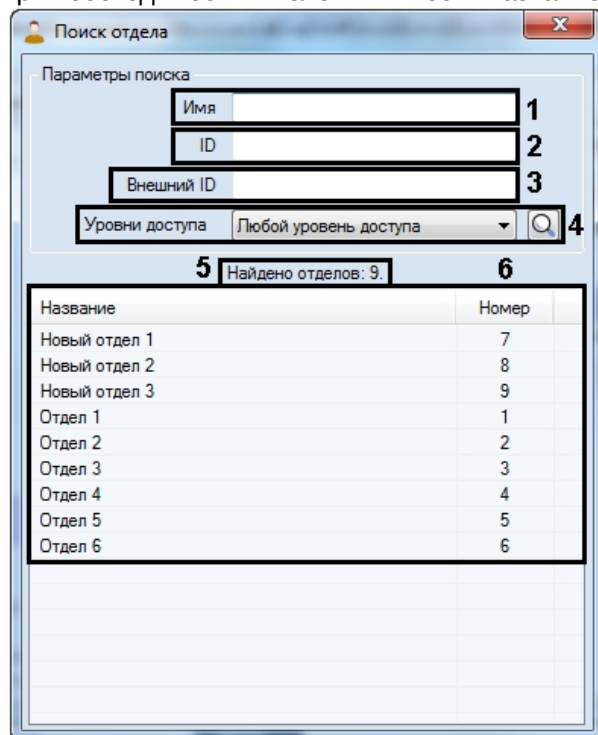 Поиск отдела
Параметры поиска
Имя 1
ID 2
Внешний ID 3
Уровни доступа Любой уровень доступа 4
5 Найдено отделов: 9. 6
Название Номер
Новый отдел 1 7
Новый отдел 2 8
Новый отдел 3 9
Отдел 1 1
Отдел 2 2
Отдел 3 3
Отдел 4 4
Отдел 5 5
Отдел 6 6